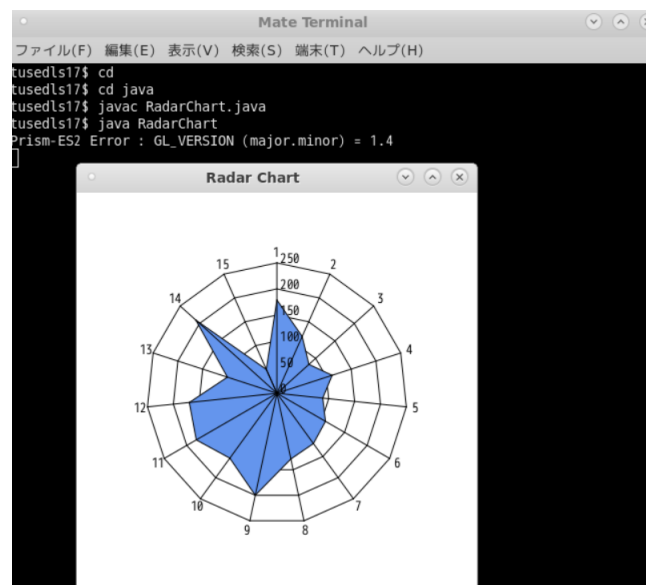 Mate Terminal
ファイル(F) 編集(E) 表示(V) 検索(S) 端末(T) ヘルプ(H)
tusedls17$ cd
tusedls17$ cd java
tusedls17$ javac RadarChart.java
tusedls17$ java RadarChart
Prism-ES2 Error : GL_VERSION (major.minor) = 1.4
Radar Chart
1
250
15
2
200
14
3
150
100
13
4
50
0
12
5
11
6
10
7
9
8